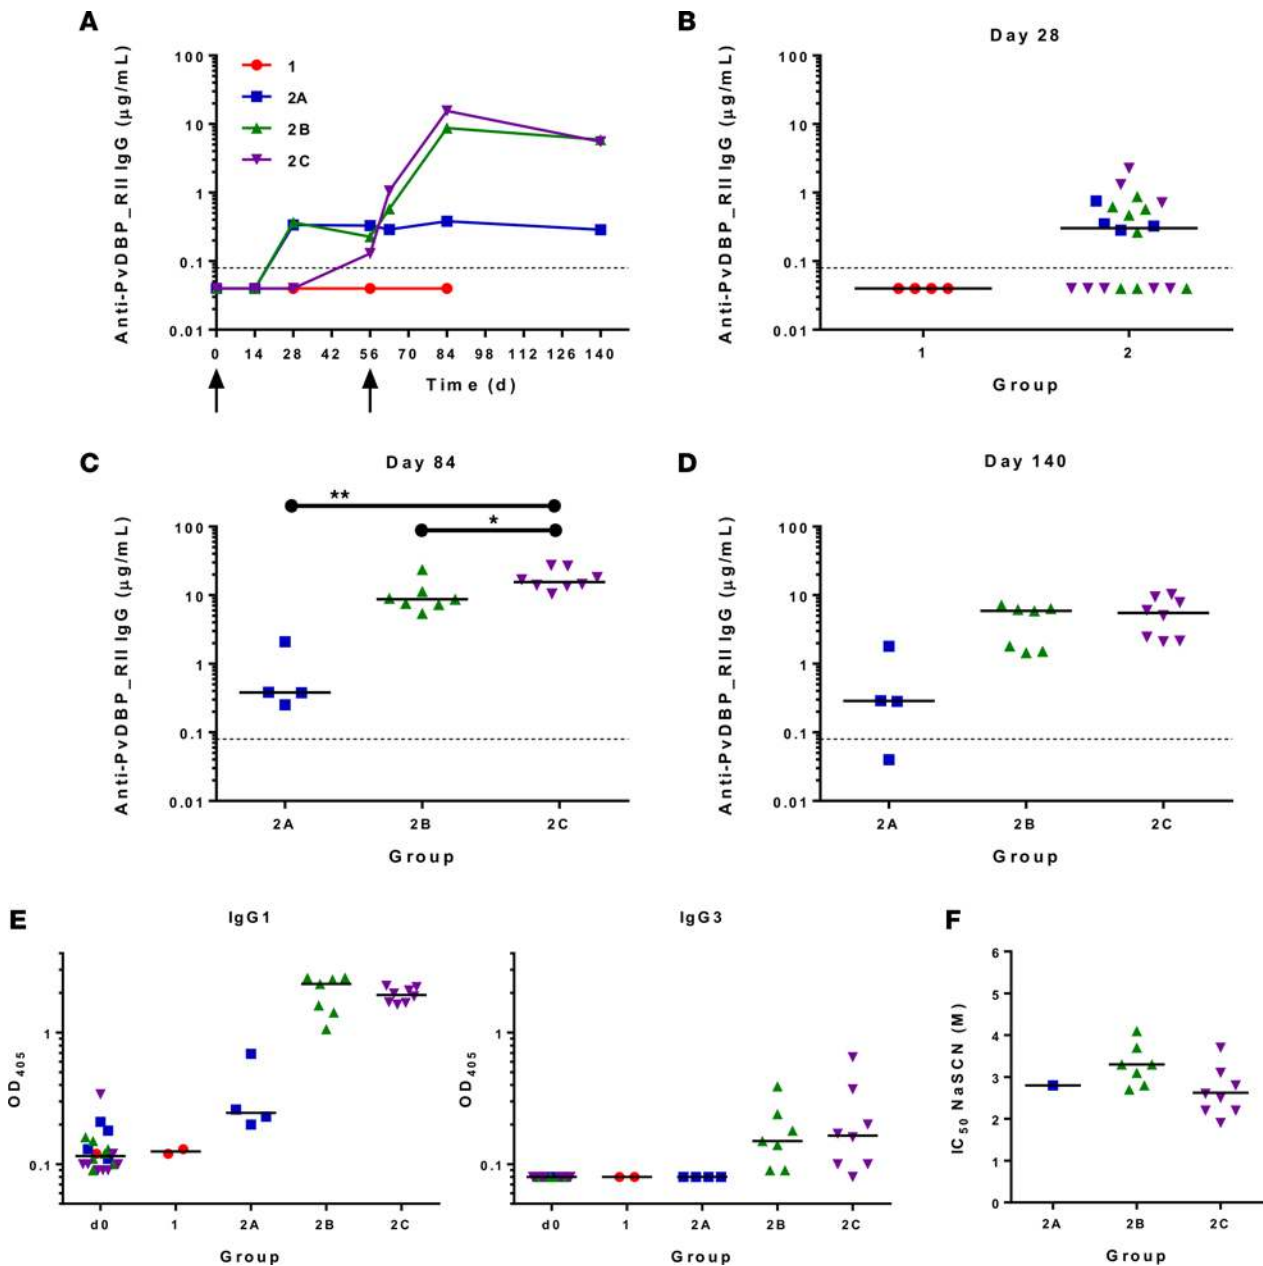 A
Anti-PvDBP_RII IgG (μg/mL)
100
10
1
0.1
0.01
1
2A
2B
2C
0 14 28 42 56 70 84 98 112 126 140
Time (d)
B
Day 28
Anti-PvDBP_RII IgG (μg/mL)
100
10
1
0.1
0.01
1 2
Group
C
Day 84
** 
*
Anti-PvDBP_RII IgG (μg/mL)
100
10
1
0.1
0.01
2A 2B 2C
Group
D
Day 140
Anti-PvDBP_RII IgG (μg/mL)
100
10
1
0.1
0.01
2A 2B 2C
Group
E
IgG1
OD405
1
0.1
d0 1 2A 2B 2C
Group
IgG3
OD405
1
0.1
d0 1 2A 2B 2C
Group
F
IC50 NaSCN (M)
6
5
4
3
2
1
0
2A 2B 2C
Group